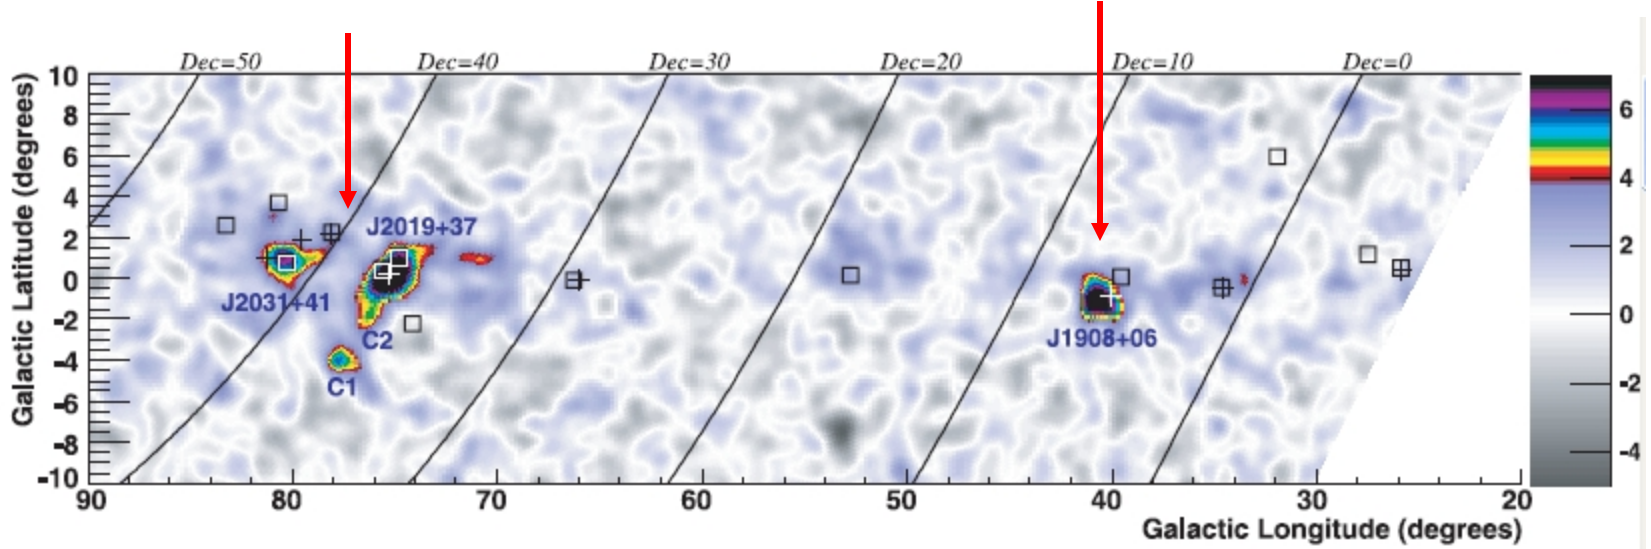 Dec=50 Dec=40 Dec=30 Dec=20 Dec=10 Dec=0
10
8
6
4
2
0
-2
-4
-6
-8
-10
Galactic Latitude (degrees)
J2019+37
J2031+41
C2
C1
J1908+06
6
4
2
0
-2
-4
90 80 70 60 50 40 30 20
Galactic Longitude (degrees)